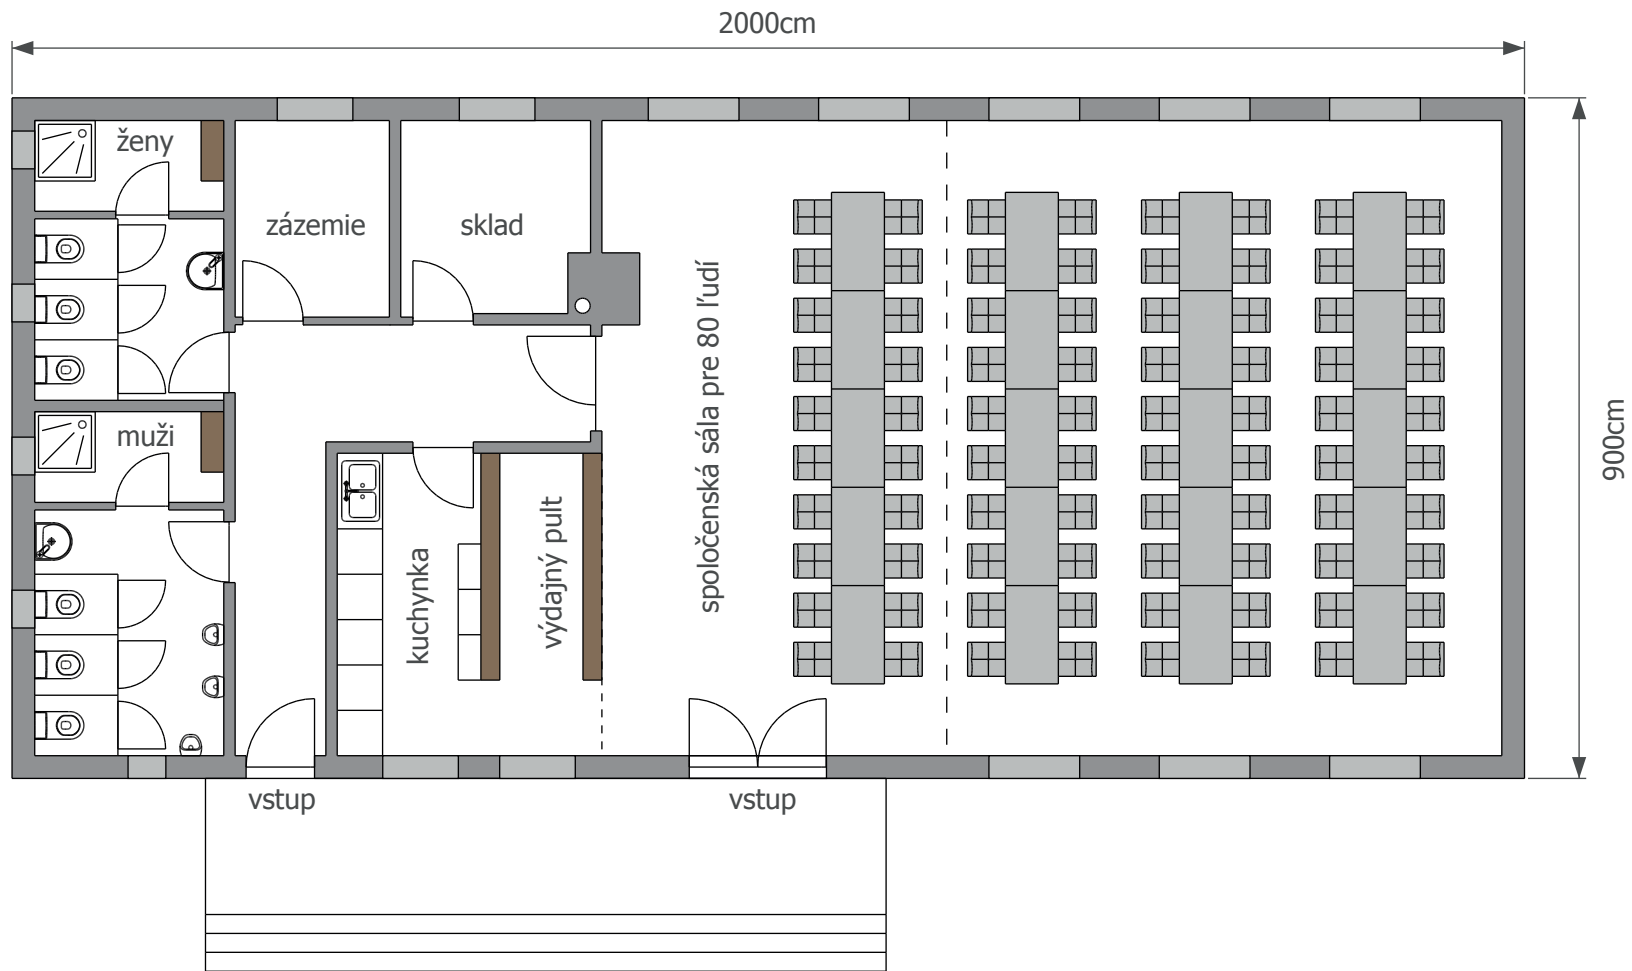 2000cm
ženy
zázemie
sklad
spoločenská sála pre 80 ľudí
900cm
muži
kuchynka
výdajný pult
vstup
vstup